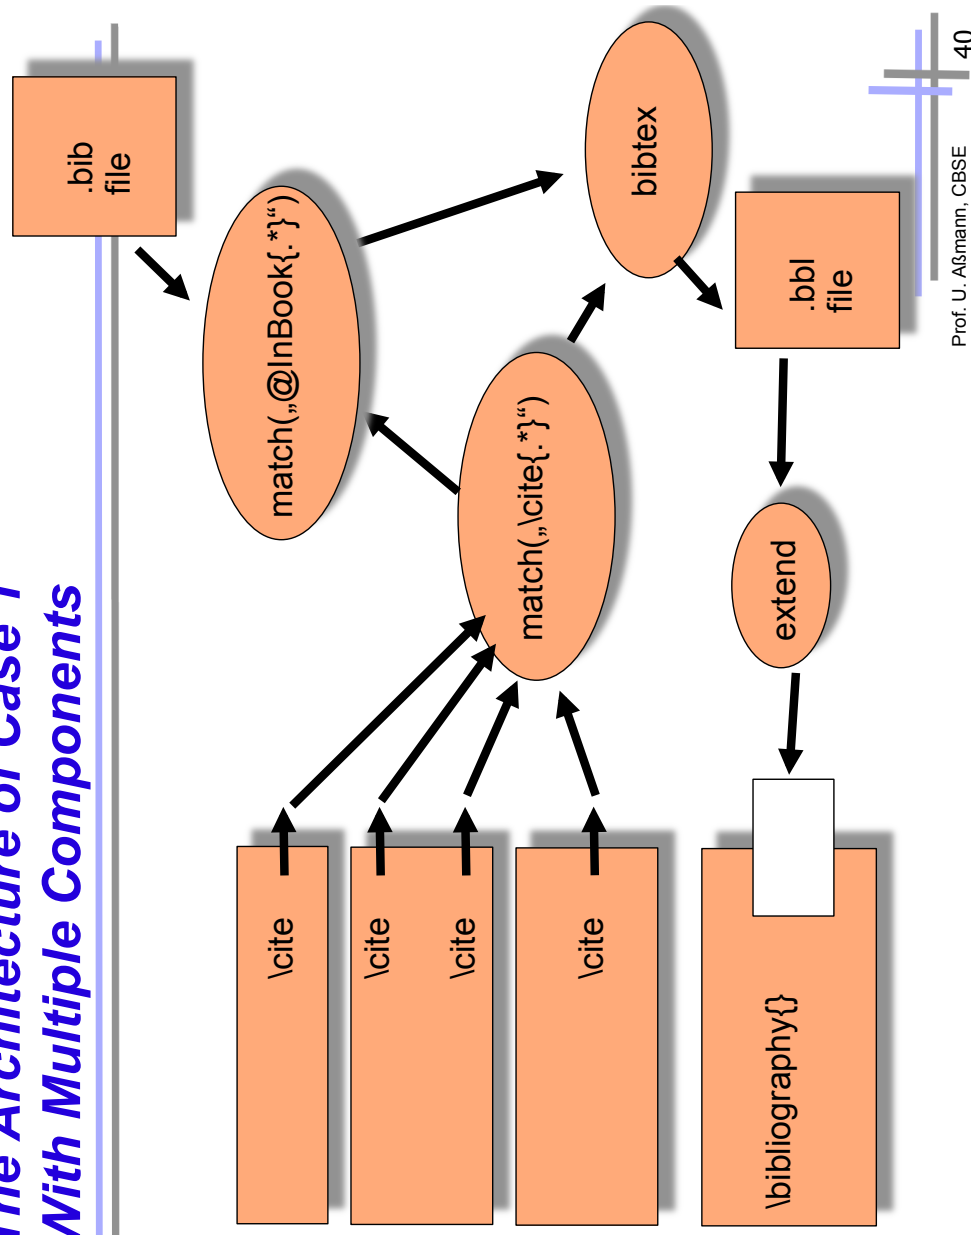 The Architecture of Case 1
With Multiple Components
\cite
\cite
\cite
\cite
\bibliography{}
match(„\cite{.*}“)
match(„@InBook{.*}“)
.bib
file
bibtex
.bbl
file
extend
Prof. U. Aßmann, CBSE
40